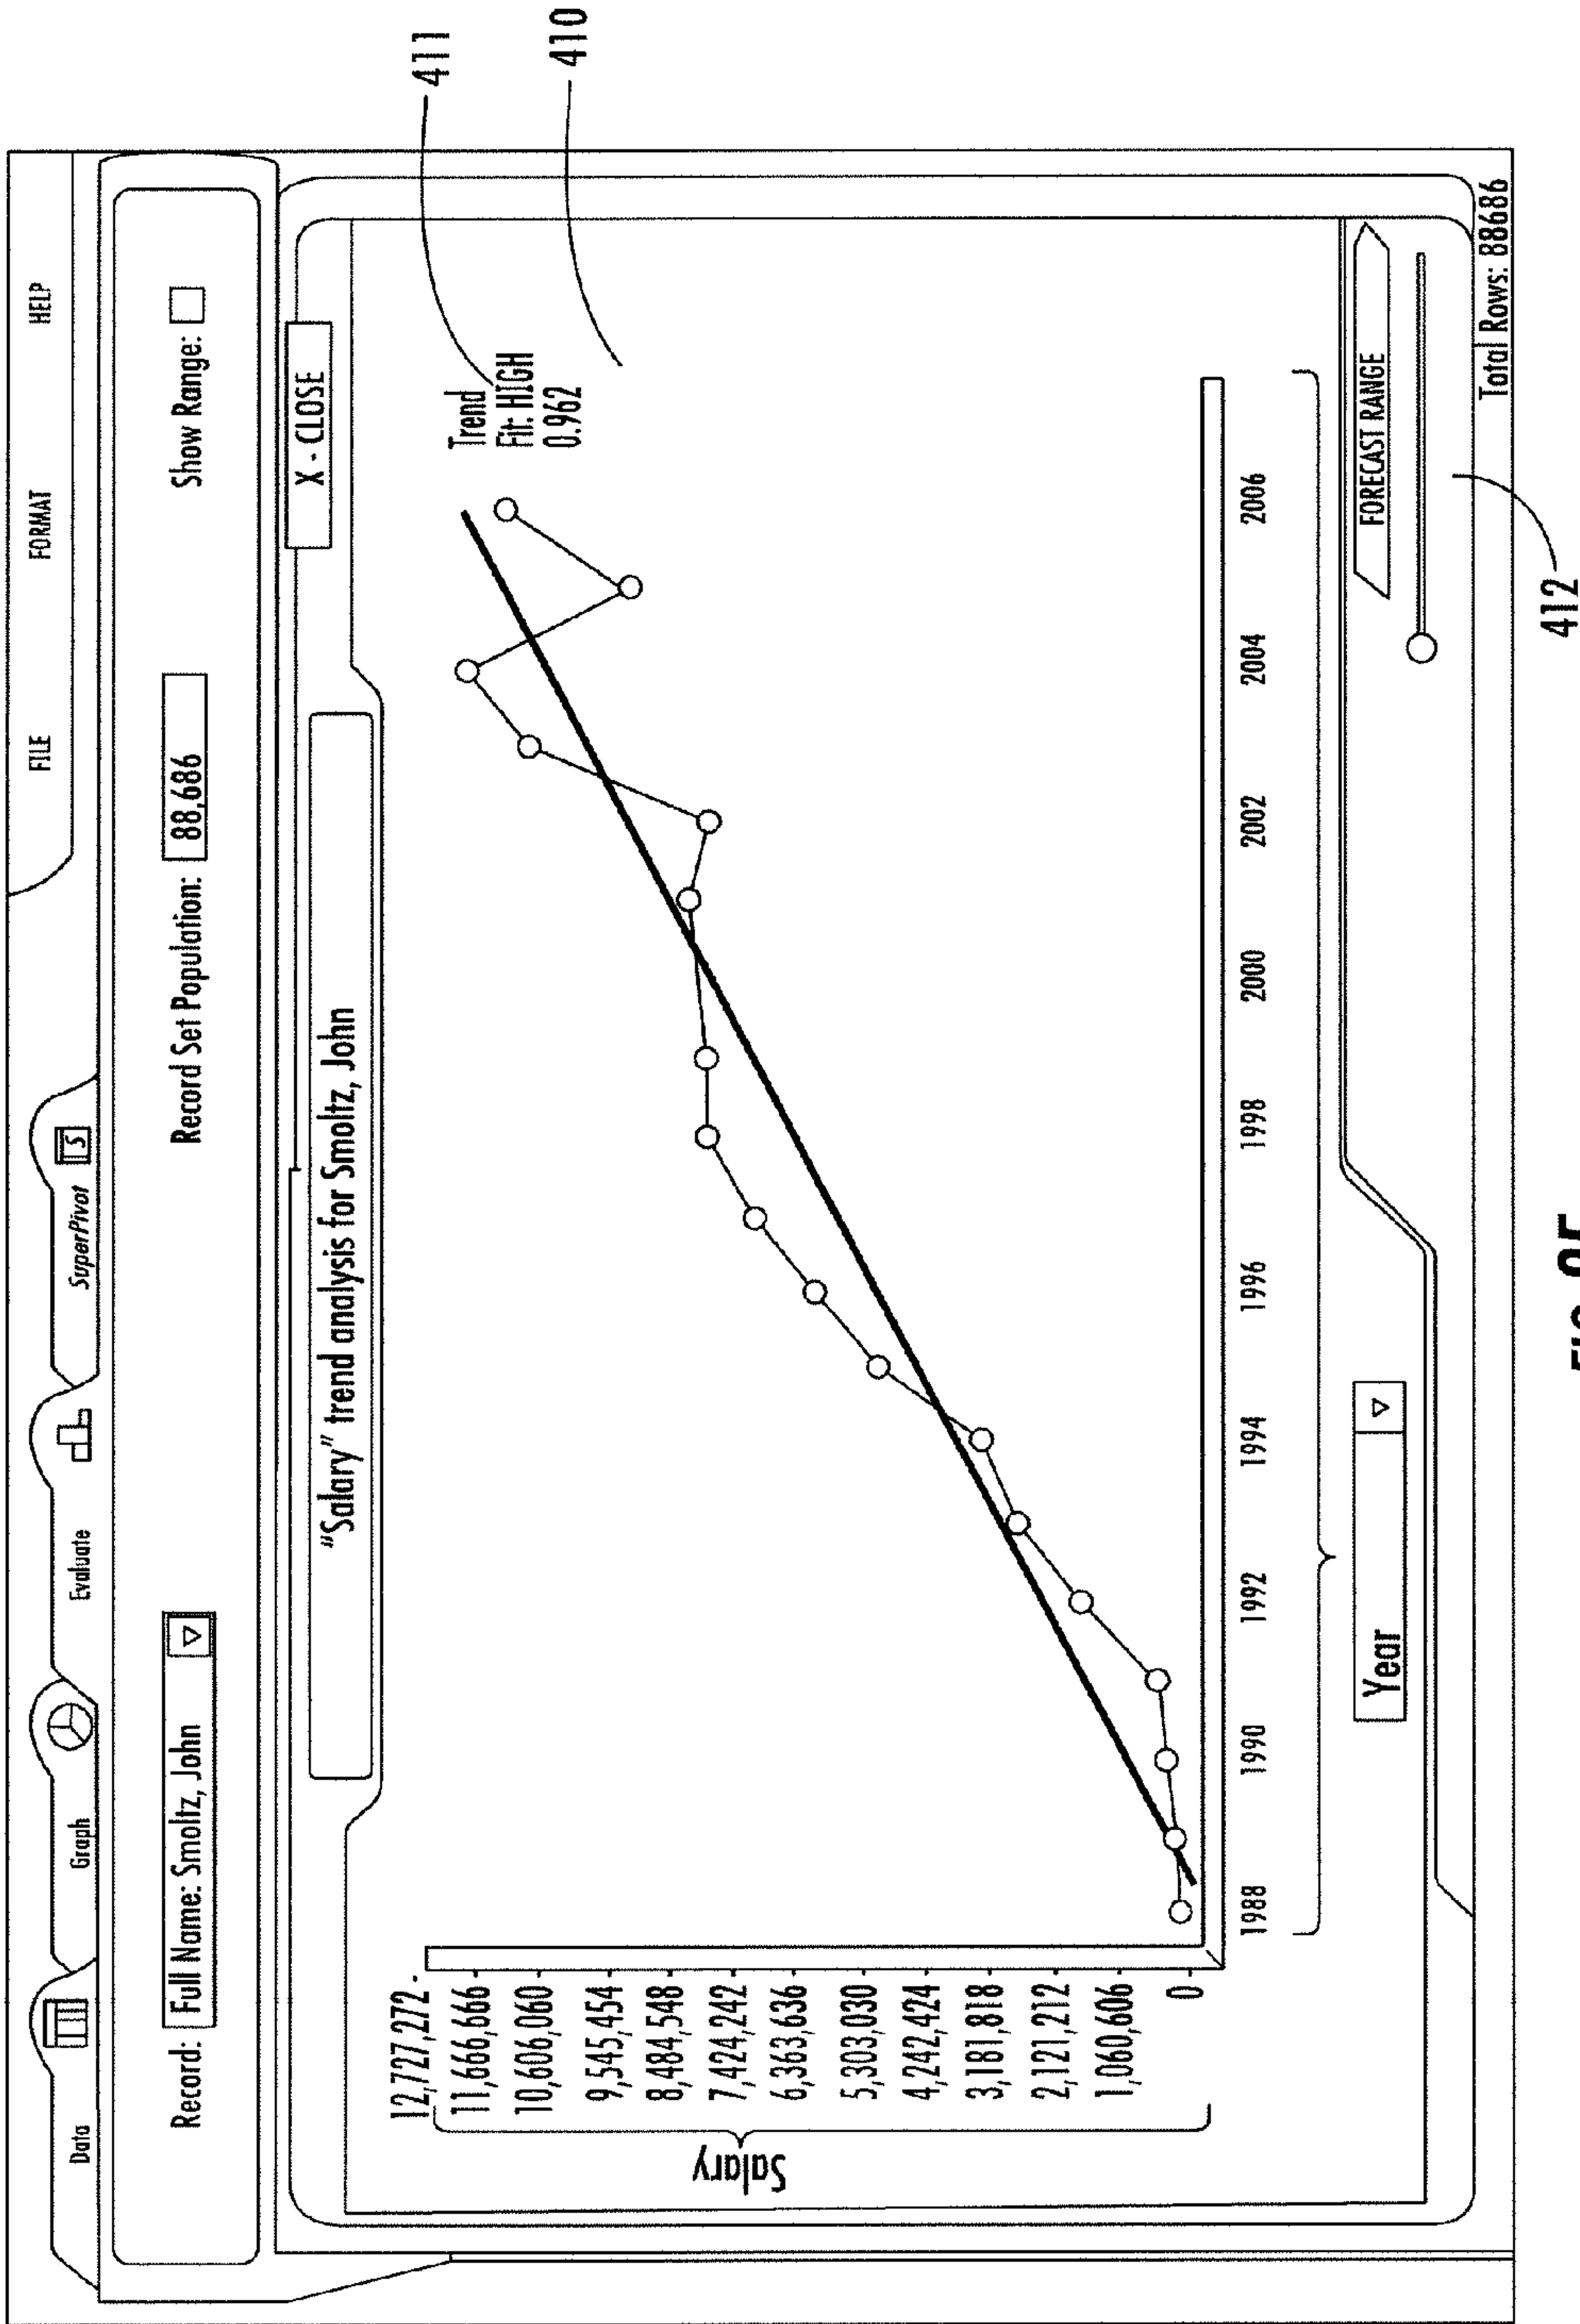 FILE FORMAT HELP
Data Graph Evaluate SuperPivot S
Record: Full Name: Smoltz, John Record Set Population: 88,686 Show Range:
X - CLOSE
"Salary" trend analysis for Smoltz, John
Salary
12,727,272
11,666,666
10,606,060
9,545,454
8,484,548
7,424,242
6,363,636
5,303,030
4,242,424
3,181,818
2,121,212
1,060,606
0
Trend
Fit: HIGH
0.962
411
410
1988 1990 1992 1994 1996 1998 2000 2002 2004 2006
Year
FORECAST RANGE
Total Rows: 88686
412